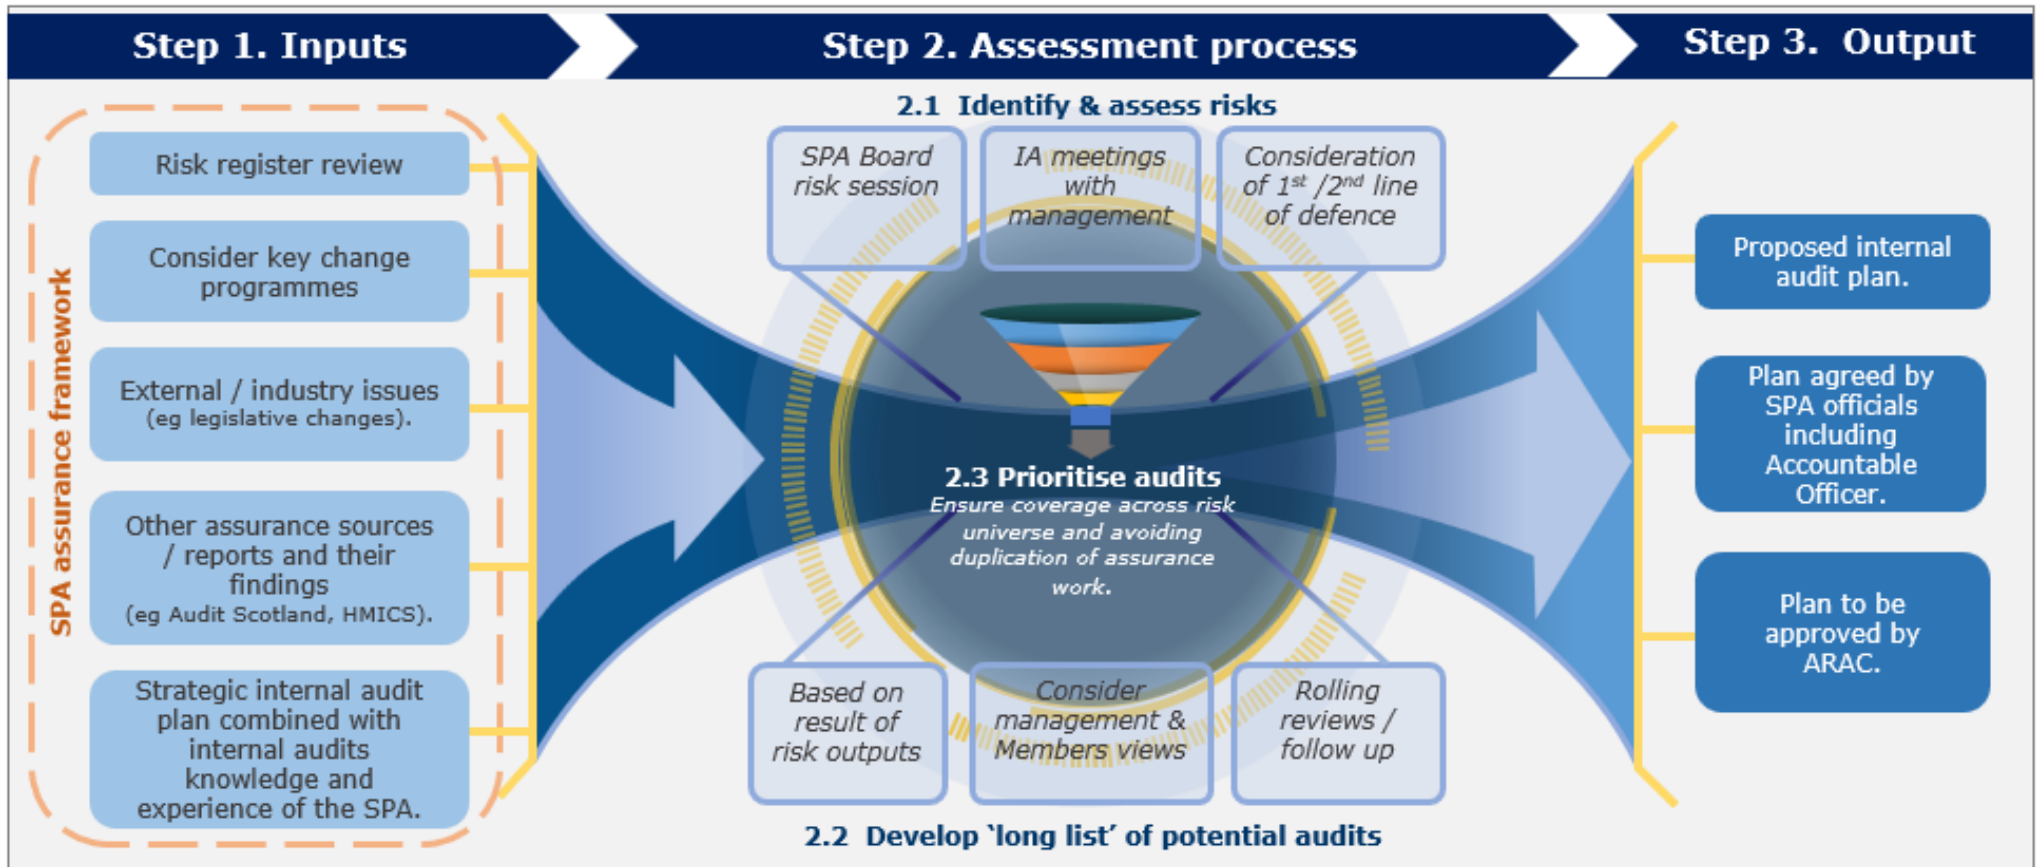 Step 1. Inputs
Step 2. Assessment process
Step 3. Output
SPA assurance framework
Risk register review
Consider key change
programmes
External / industry issues
(eg legislative changes).
Other assurance sources
/ reports and their
findings
(eg Audit Scotland, HMICS).
Strategic internal audit
plan combined with
internal audits
knowledge and
experience of the SPA.
2.1 Identify & assess risks
SPA Board
risk session
IA meetings
with
management
Consideration
of 1st /2nd line
of defence
2.3 Prioritise audits
Ensure coverage across risk
universe and avoiding
duplication of assurance
work.
Based on
result of
risk outputs
Consider
management &
Members views
Rolling
reviews /
follow up
2.2 Develop ‘long list’ of potential audits
Proposed internal
audit plan.
Plan agreed by
SPA officials
including
Accountable
Officer.
Plan to be
approved by
ARAC.